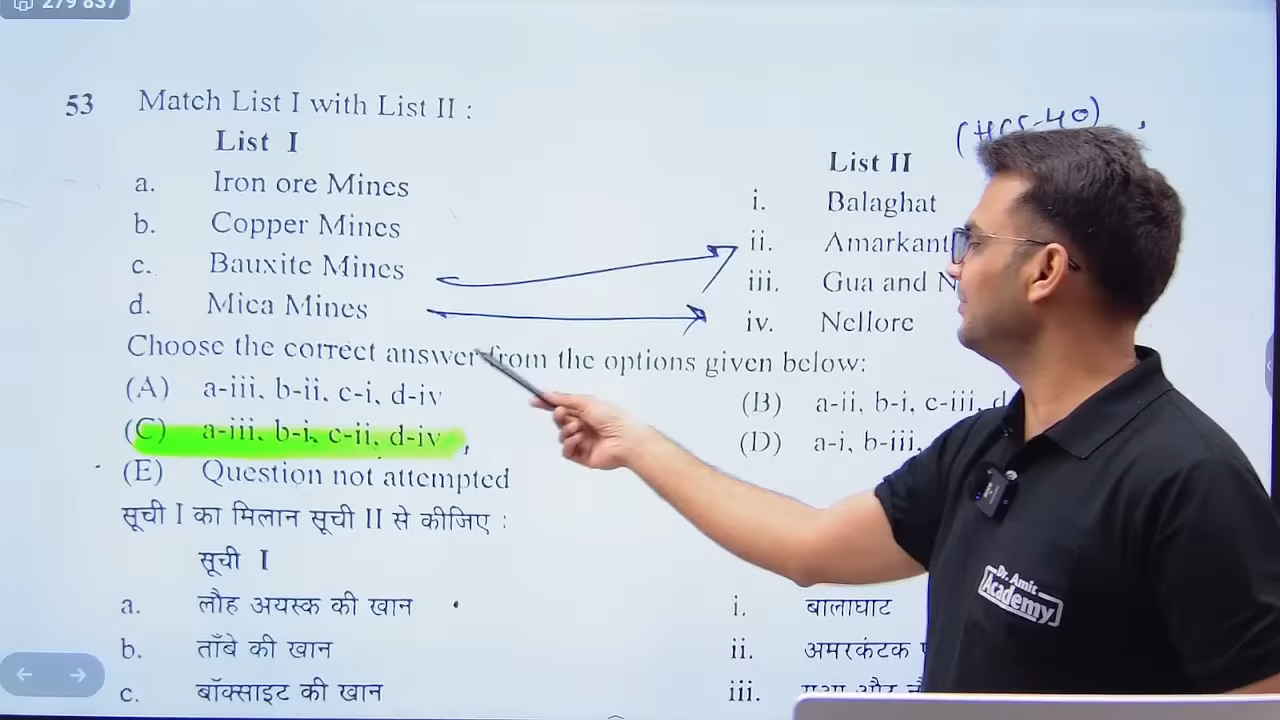 279 837
53 Match List I with List II :
(HCS-40)
List I
List II
a. Iron ore Mines
i. Balaghat
b. Copper Mines
ii.
c. Bauxite Mines
iii. Gua and
d. Mica Mines
iv. Nellore
Choose the correct answer from the options given below:
(A) a-iii, b-ii, c-i, d-iv
(B) a-ii, b-i, c-iii,
(C) a-iii, b-i, c-ii, d-iv
(D) a-i, b-iii,
(E) Question not attempted
सूची I का मिलान सूची II से कीजिए :
सूची I
a. लौह अयस्क की खान
i. बालाघाट
b. ताँबे की खान
ii. अमरकंटक
c. बॉक्साइट की खान
iii. गुआ और
Dr. Amit
Academy